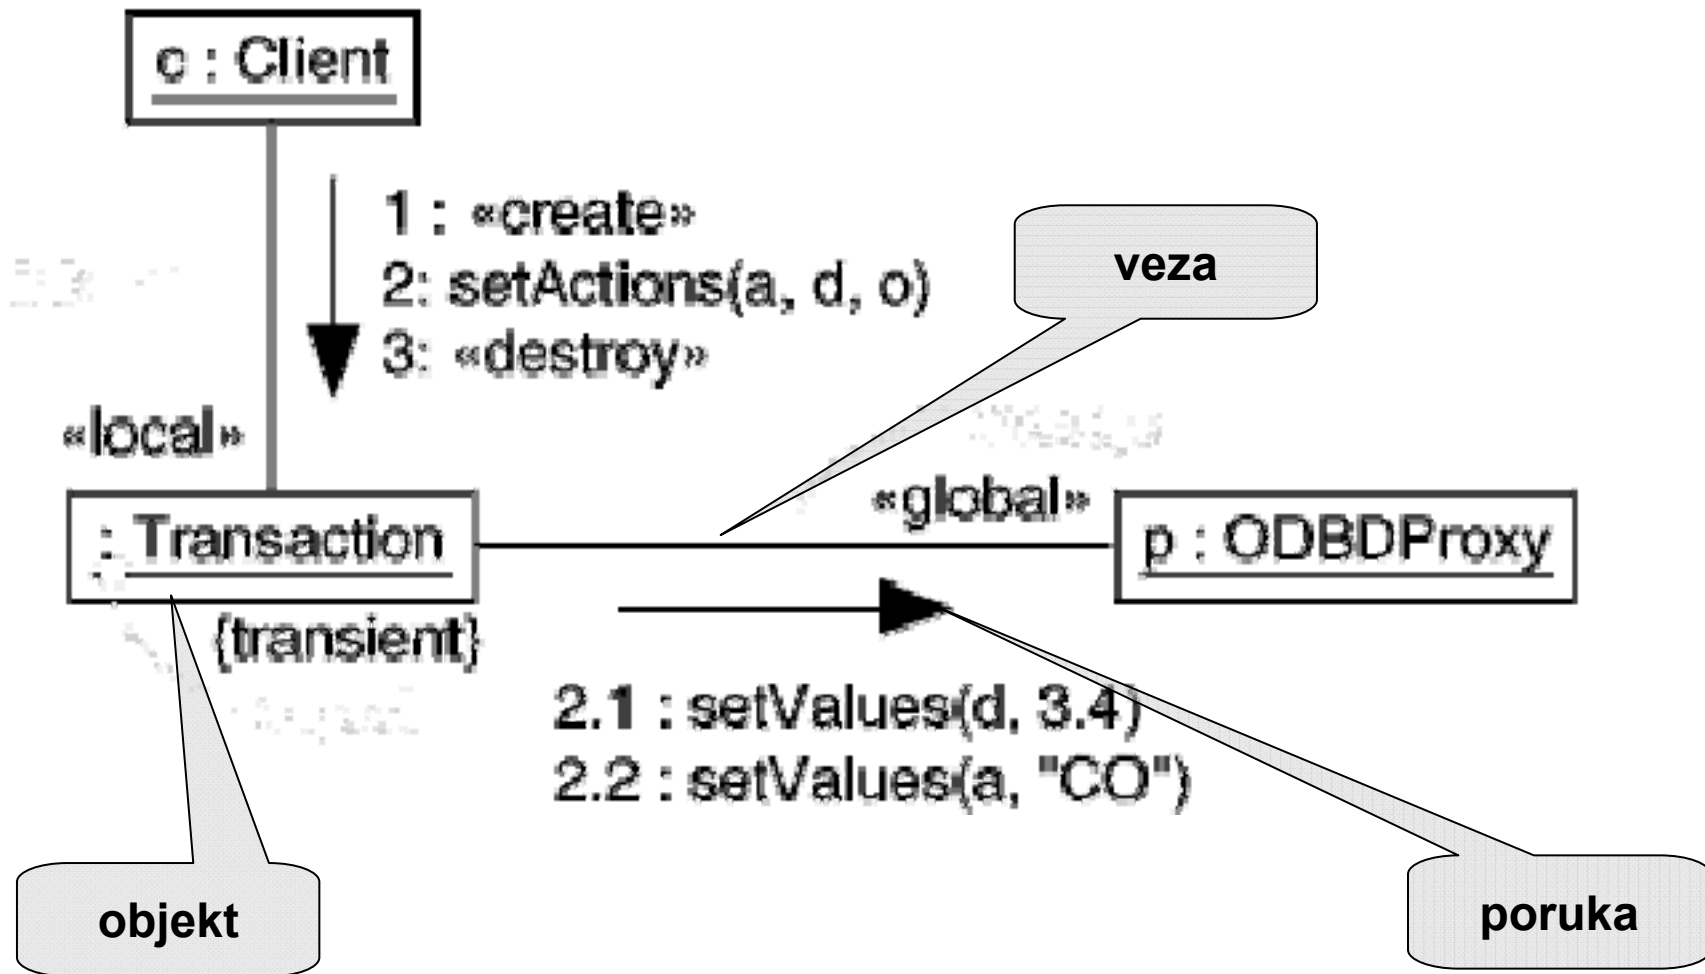 c : Client
1 : «create»
2: setActions(a, d, o)
3: «destroy»
veza
«local»
«global»
: Transaction
p : ODBDProxy
{transient}
2.1 : setValues(d, 3.4)
2.2 : setValues(a, "CO")
objekt
poruka